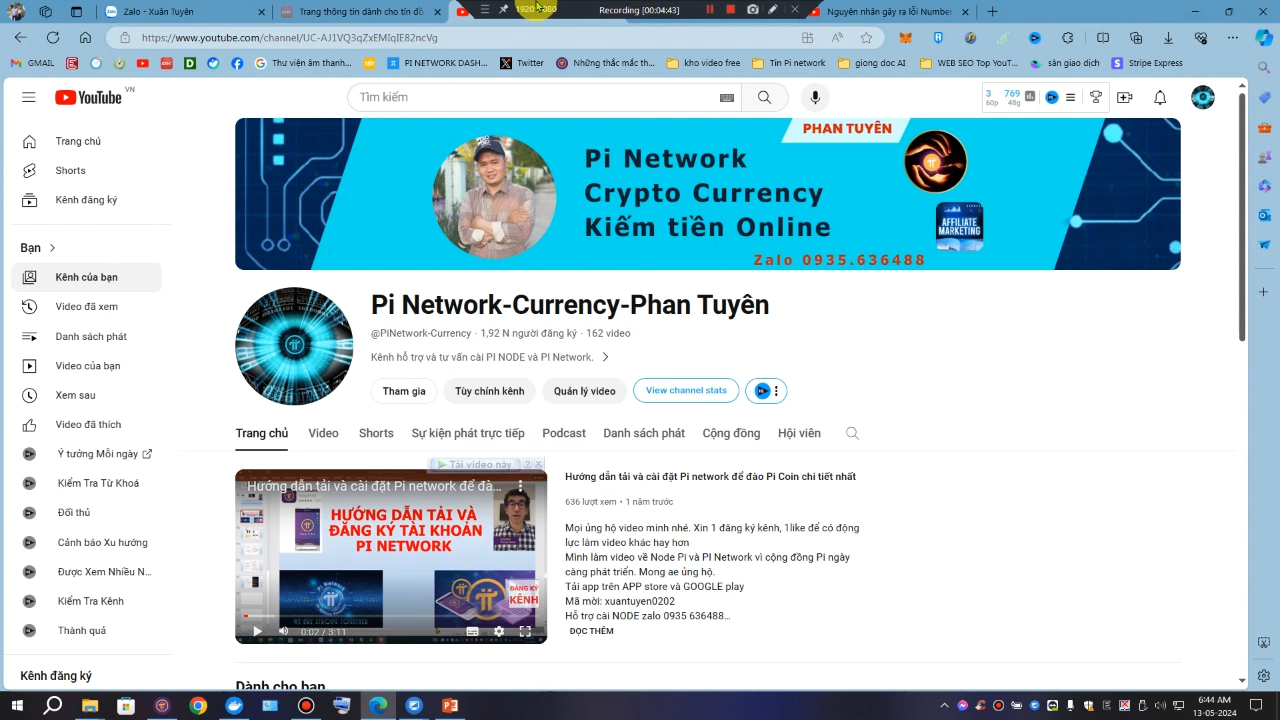 1920x1080
Recording [00:04:43]
Zalo - Xuân Tuyên
Trang thông tin dành cho t
Nguyên nhân gây ra lỗi Number
https://www.youtube.com/channel/UC-AJ1VQ3qZxEMIqIE82ncVg
GMAIL
Thư viện âm thanh...
PI NETWORK DASH...
Twitter
Những thắc mắc th...
kho video free
Tin pi network
giọng doc AI
WEB SEO Top YouT...
sàn giao dịch
Stripe Express
YouTube VN
Tìm kiếm
3 769
60p 48g
Trang chủ
Shorts
Kênh đăng ký
Bạn
Kênh của bạn
Video đã xem
Danh sách phát
Video của bạn
Xem sau
Video đã thích
Ý tưởng Mỗi ngày
Kiểm Tra Từ Khoá
Đối thủ
Cảnh báo Xu hướng
Được Xem Nhiều N...
Kiểm Tra Kênh
Thành quả
Kênh đăng ký
PHAN TUYÊN
Pi Network
Crypto Currency
Kiếm tiền Online
AFFILIATE
MARKETING
Zalo 0935.636488
Pi Network-Currency-Phan Tuyên
@PiNetwork-Currency · 1,92 N người đăng ký · 162 video
Kênh hỗ trợ và tư vấn cài PI NODE và PI Network.
Tham gia
Tùy chỉnh kênh
Quản lý video
View channel stats
Trang chủ
Video
Shorts
Sự kiện phát trực tiếp
Podcast
Danh sách phát
Cộng đồng
Hội viên
Tải video này
Hướng dẫn tải và cài đặt Pi network để đà...
HƯỚNG DẪN TẢI VÀ
ĐĂNG KÝ TÀI KHOẢN
PI NETWORK
ĐĂNG KÝ
KÊNH
0:02 / 3:11
Hướng dẫn tải và cài đặt Pi network để đào Pi Coin chi tiết nhất
636 lượt xem · 1 năm trước
Mọi ủng hộ video mình nhé. Xin 1 đăng ký kênh, 1like để có động
lực làm video khác hay hơn
Mình làm video về Node Pi và PI Network vì cộng đồng Pi ngày
càng phát triển. Mong ae ủng hộ.
Tải app trên APP store và GOOGLE play
Mã mời: xuantuyen0202
Hỗ trợ cài NODE zalo 0935 636488...
ĐỌC THÊM
Dành cho bạn
6:44 AM
13-05-2024